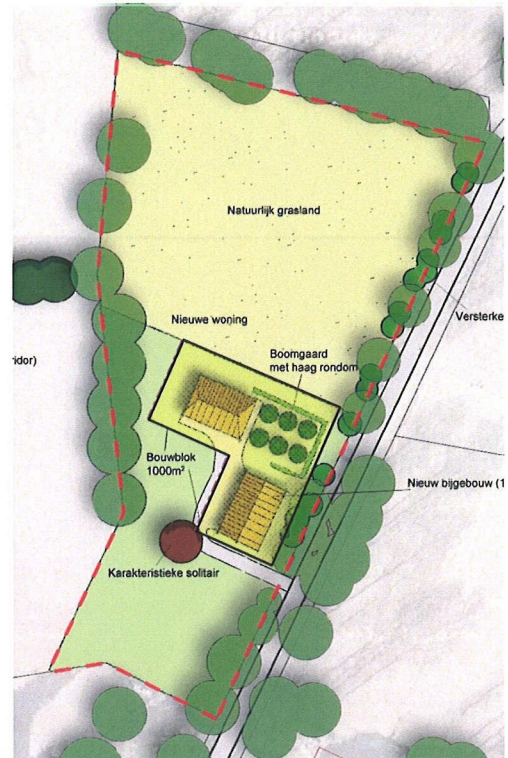 Natuurlijk grasland
Versterke
Nieuwe woning
ridor)
Boomgaard
met haag rondom
Bouwblok
1000m²
Nieuw bijgebouw (1
Karakteristieke solitair